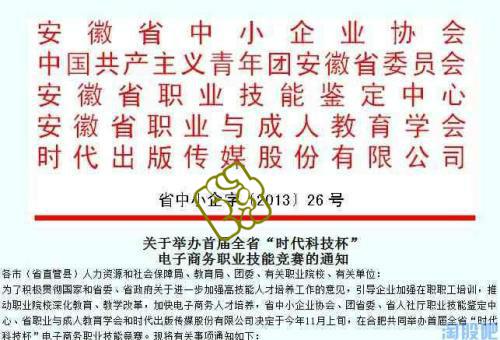 安徽省中小企业协会
中国共产主义青年团安徽省委员会
安徽省职业技能鉴定中心
安徽省职业与成人教育学会
时代出版传媒股份有限公司
省中小企字〔2013〕26号
关于举办首届全省“时代科技杯”
电子商务职业技能竞赛的通知
各市（省直管县）人力资源和社会保障局、教育局、团委、有关职业院校、有关单位：
为了积极贯彻国家和省委、省政府关于进一步加强高技能人才培养工作的意见，引导企业加强在职职工培训，推
动职业院校深化教育、教学改革，加快电子商务人才培养，省中小企业协会、团省委、省人社厅职业技能鉴定中
心、省职业与成人教育学会和时代出版传媒股份有限公司决定于今年11月上旬，在合肥共同举办首届全省“时代
科技杯”电子商务职业技能竞赛。现将有关事项通知如下：
淘股吧